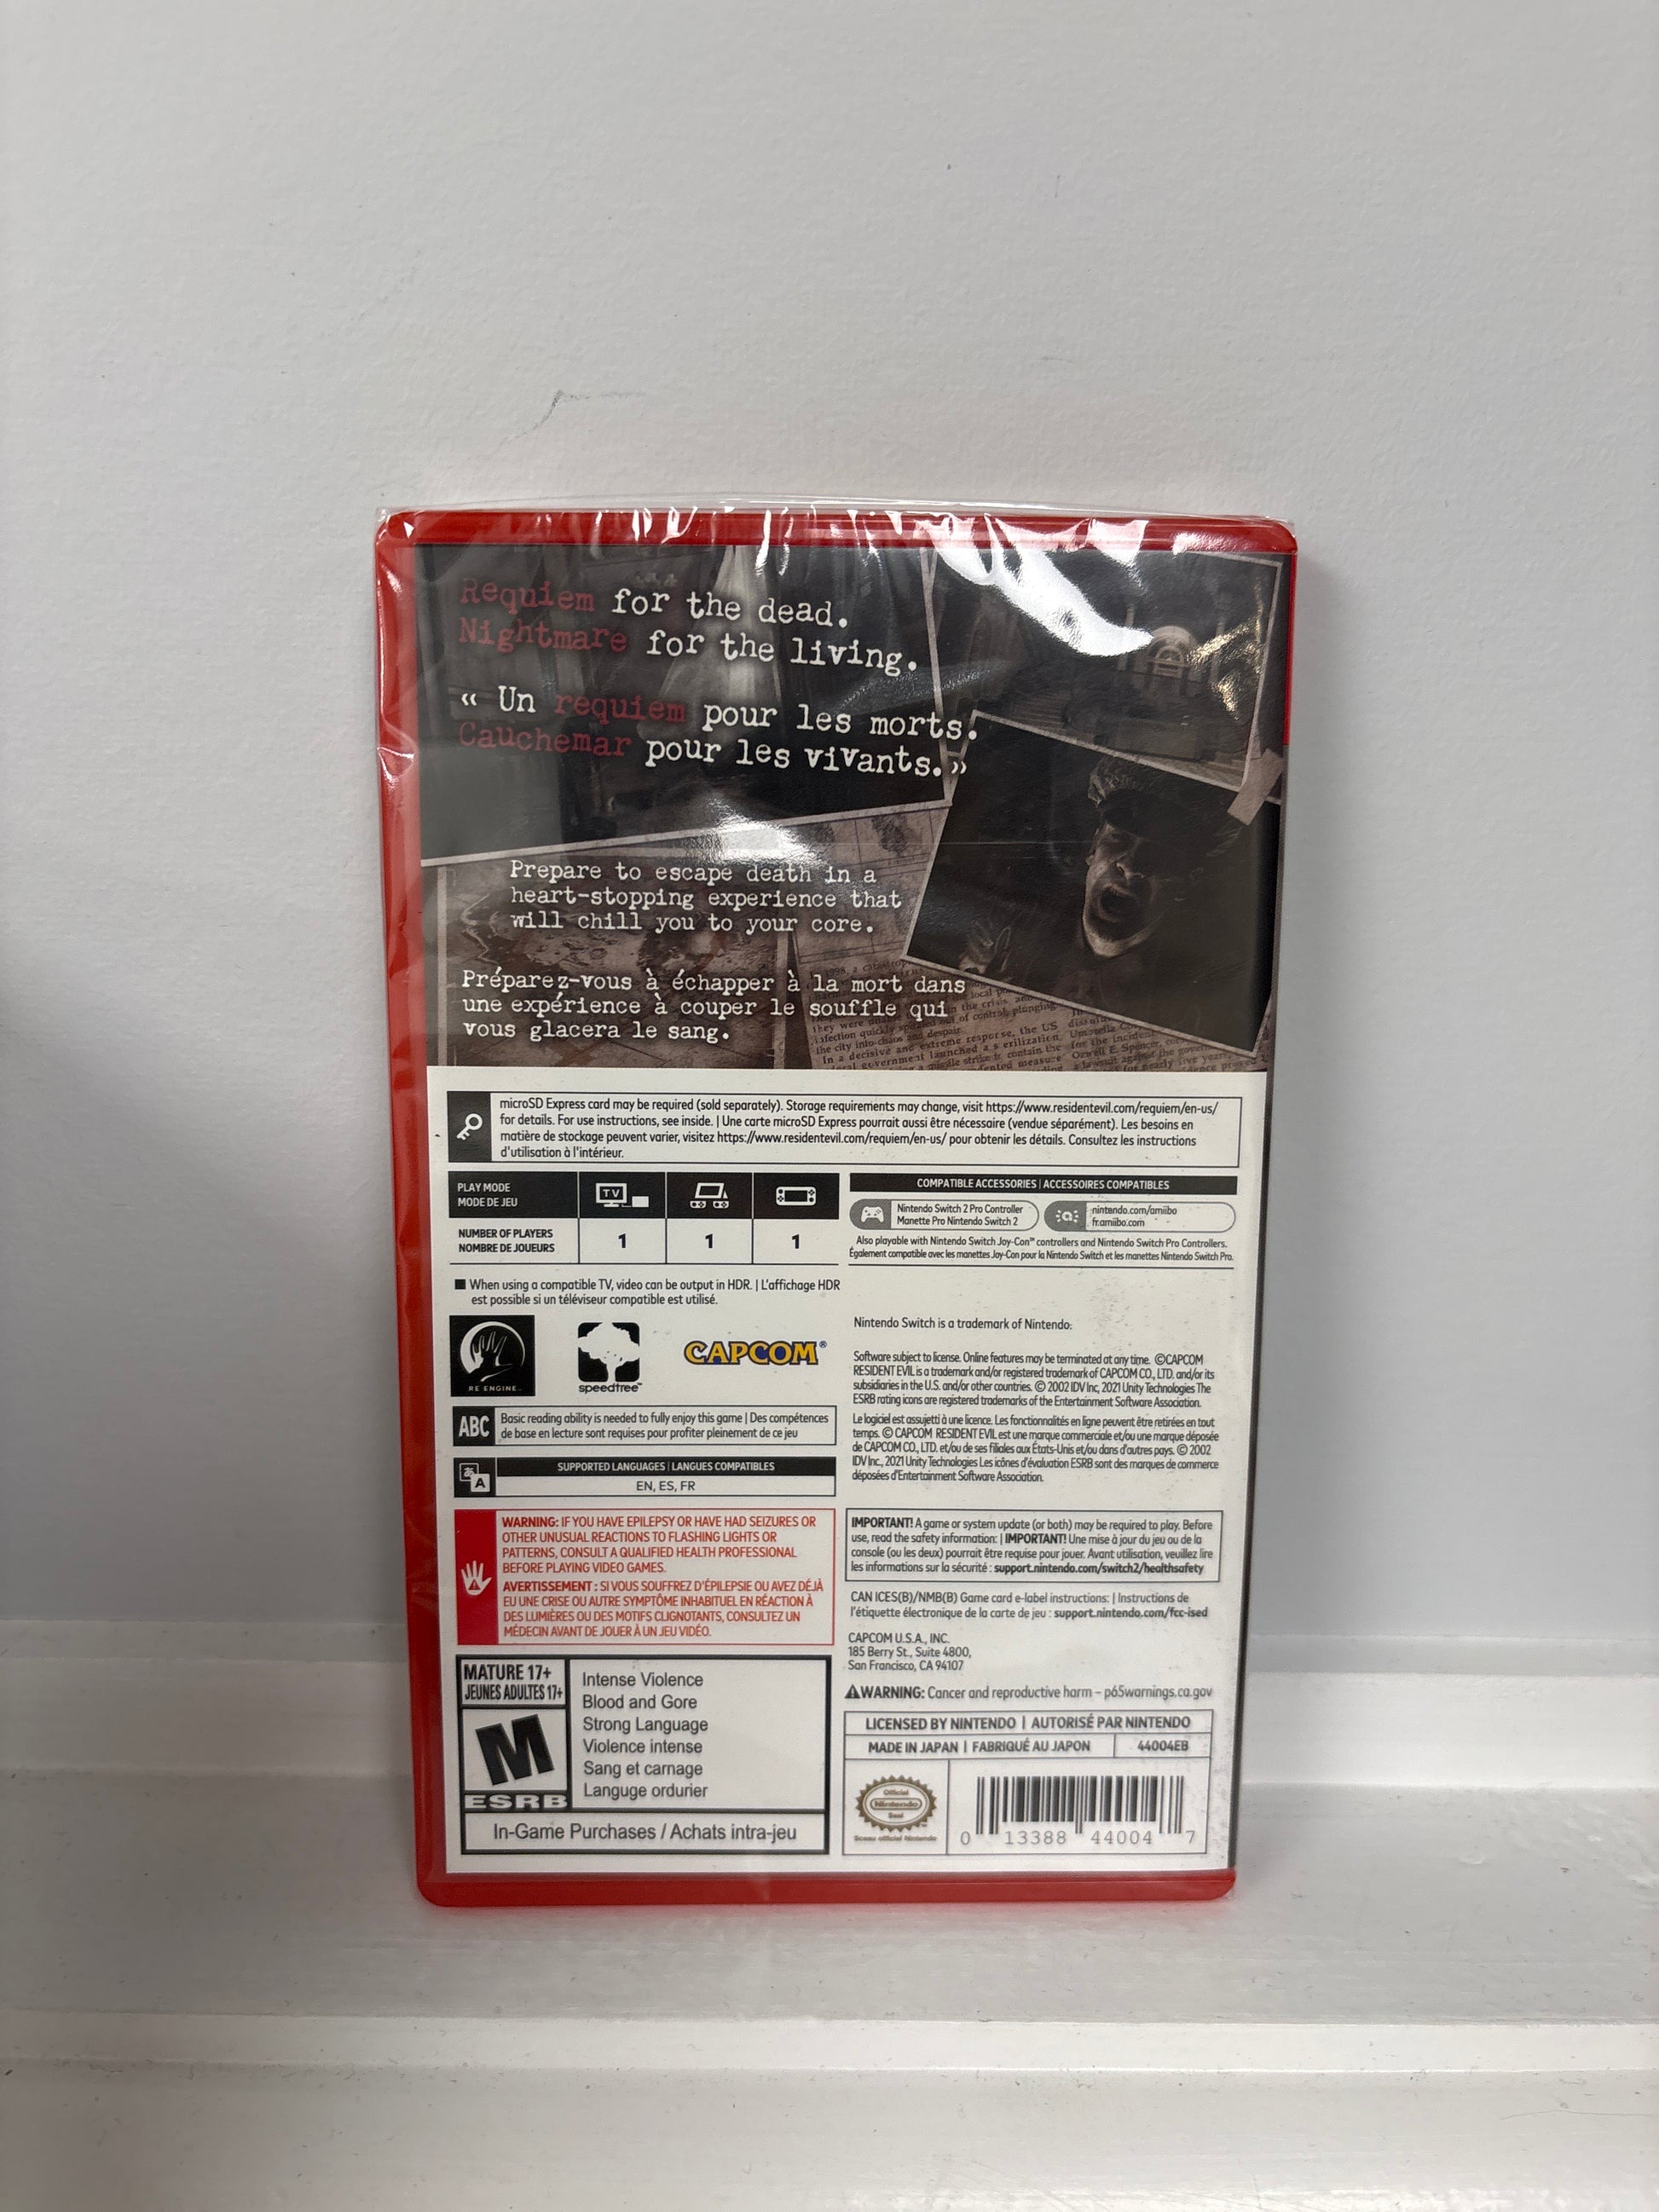 Requiem for the dead.
Nightmare for the living.
« Un requiem pour les morts.
Cauchemar pour les vivants.»
Prepare to escape death in a
heart-stopping experience that
will chill you to your core.
Préparez-vous à échapper à la mort dans
une expérience à couper le souffle qui
vous glacera le sang.
microSD Express card may be required (sold separately). Storage requirements may change, visit https://www.residentevil.com/requiem/en-us/
for details. For use instructions, see inside. | Une carte microSD Express pourrait aussi être nécessaire (vendue séparément). Les besoins en
matière de stockage peuvent varier, visitez https://www.residentevil.com/requiem/en-us/ pour obtenir les détails. Consultez les instructions
d'utilisation à l'intérieur.
PLAY MODE
MODE DE JEU
TV
NUMBER OF PLAYERS
NOMBRE DE JOUEURS
1 1 1
COMPATIBLE ACCESSORIES | ACCESSOIRES COMPATIBLES
Nintendo Switch 2 Pro Controller
Manette Pro Nintendo Switch 2
nintendo.com/amiibo
fr.amiibo.com
Also playable with Nintendo Switch Joy-Con™ controllers and Nintendo Switch Pro Controllers.
Également compatible avec les manettes Joy-Con pour la Nintendo Switch et les manettes Nintendo Switch Pro.
■ When using a compatible TV, video can be output in HDR. | L'affichage HDR
est possible si un téléviseur compatible est utilisé.
RE ENGINE™
speedtree™
CAPCOM®
Nintendo Switch is a trademark of Nintendo.
Software subject to license. Online features may be terminated at any time. ©CAPCOM
RESIDENT EVIL is a trademark and/or registered trademark of CAPCOM CO., LTD. and/or its
subsidiaries in the U.S. and/or other countries. © 2002 IDV Inc, 2021 Unity Technologies The
ESRB rating icons are registered trademarks of the Entertainment Software Association.
Le logiciel est assujetti à une licence. Les fonctionnalités en ligne peuvent être retirées en tout
temps. © CAPCOM RESIDENT EVIL est une marque commerciale et/ou une marque déposée
de CAPCOM CO., LTD. et/ou de ses filiales aux États-Unis et/ou dans d'autres pays. © 2002
IDV Inc., 2021 Unity Technologies Les icônes d'évaluation ESRB sont des marques de commerce
déposées d'Entertainment Software Association.
ABC
Basic reading ability is needed to fully enjoy this game | Des compétences
de base en lecture sont requises pour profiter pleinement de ce jeu
あ A
SUPPORTED LANGUAGES | LANGUES COMPATIBLES
EN, ES, FR
WARNING: IF YOU HAVE EPILEPSY OR HAVE HAD SEIZURES OR
OTHER UNUSUAL REACTIONS TO FLASHING LIGHTS OR
PATTERNS, CONSULT A QUALIFIED HEALTH PROFESSIONAL
BEFORE PLAYING VIDEO GAMES.
AVERTISSEMENT : SI VOUS SOUFFREZ D'ÉPILEPSIE OU AVEZ DÉJÀ
EU UNE CRISE OU AUTRE SYMPTÔME INHABITUEL EN RÉACTION À
DES LUMIÈRES OU DES MOTIFS CLIGNOTANTS, CONSULTEZ UN
MÉDECIN AVANT DE JOUER À UN JEU VIDÉO.
IMPORTANT! A game or system update (or both) may be required to play. Before
use, read the safety information: | IMPORTANT! Une mise à jour du jeu ou de la
console (ou les deux) pourrait être requise pour jouer. Avant utilisation, veuillez lire
les informations sur la sécurité : support.nintendo.com/switch2/healthsafety
CAN ICES(B)/NMB(B) Game card e-label instructions: | Instructions de
l'étiquette électronique de la carte de jeu : support.nintendo.com/fcc-ised
CAPCOM U.S.A., INC.
185 Berry St., Suite 4800,
San Francisco, CA 94107
WARNING: Cancer and reproductive harm – p65warnings.ca.gov
MATURE 17+
JEUNES ADULTES 17+
M
ESRB
Intense Violence
Blood and Gore
Strong Language
Violence intense
Sang et carnage
Languge ordurier
In-Game Purchases / Achats intra-jeu
LICENSED BY NINTENDO | AUTORISÉ PAR NINTENDO
MADE IN JAPAN | FABRIQUÉ AU JAPON
44004EB
Official
Nintendo
Seal
Sceau officiel Nintendo
0 13388 44004 7